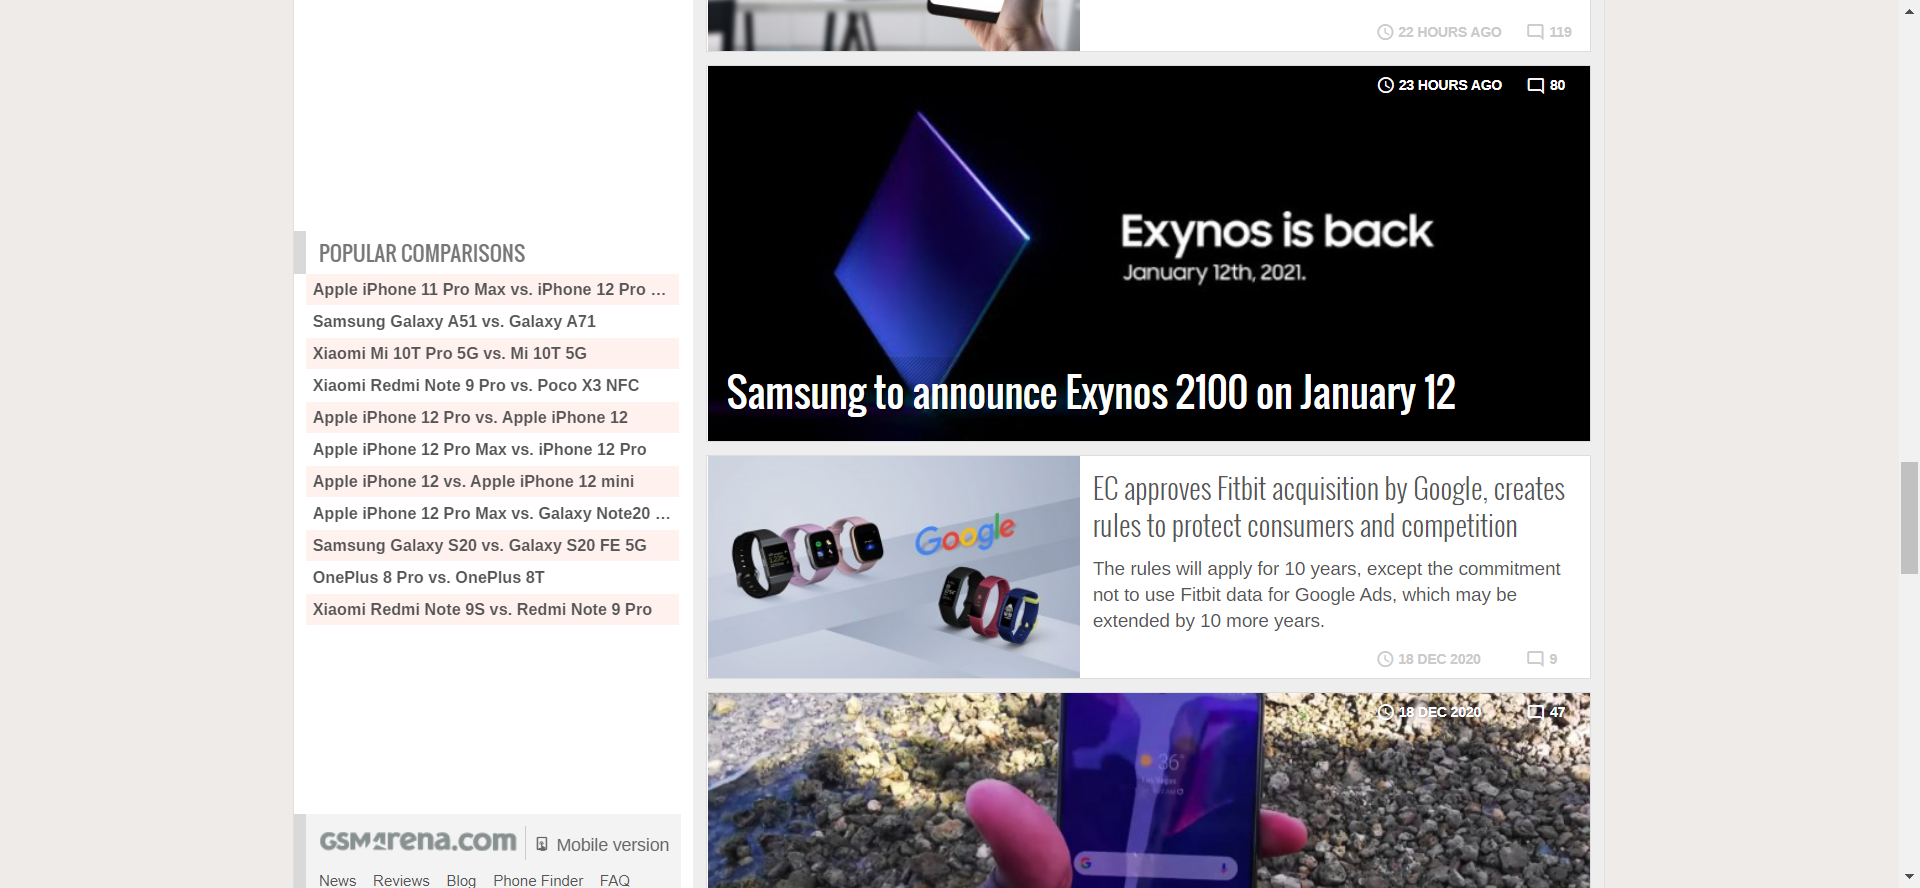 22 HOURS AGO 119
23 HOURS AGO 80
Exynos is back
January 12th, 2021.
Samsung to announce Exynos 2100 on January 12
POPULAR COMPARISONS
Apple iPhone 11 Pro Max vs. iPhone 12 Pro ...
Samsung Galaxy A51 vs. Galaxy A71
Xiaomi Mi 10T Pro 5G vs. Mi 10T 5G
Xiaomi Redmi Note 9 Pro vs. Poco X3 NFC
Apple iPhone 12 Pro vs. Apple iPhone 12
Apple iPhone 12 Pro Max vs. iPhone 12 Pro
Apple iPhone 12 vs. Apple iPhone 12 mini
Apple iPhone 12 Pro Max vs. Galaxy Note20 ...
Samsung Galaxy S20 vs. Galaxy S20 FE 5G
OnePlus 8 Pro vs. OnePlus 8T
Xiaomi Redmi Note 9S vs. Redmi Note 9 Pro
Google
EC approves Fitbit acquisition by Google, creates
rules to protect consumers and competition
The rules will apply for 10 years, except the commitment
not to use Fitbit data for Google Ads, which may be
extended by 10 more years.
18 DEC 2020 9
18 DEC 2020 47
36°
GSMArena.com
Mobile version
News Reviews Blog Phone Finder FAQ